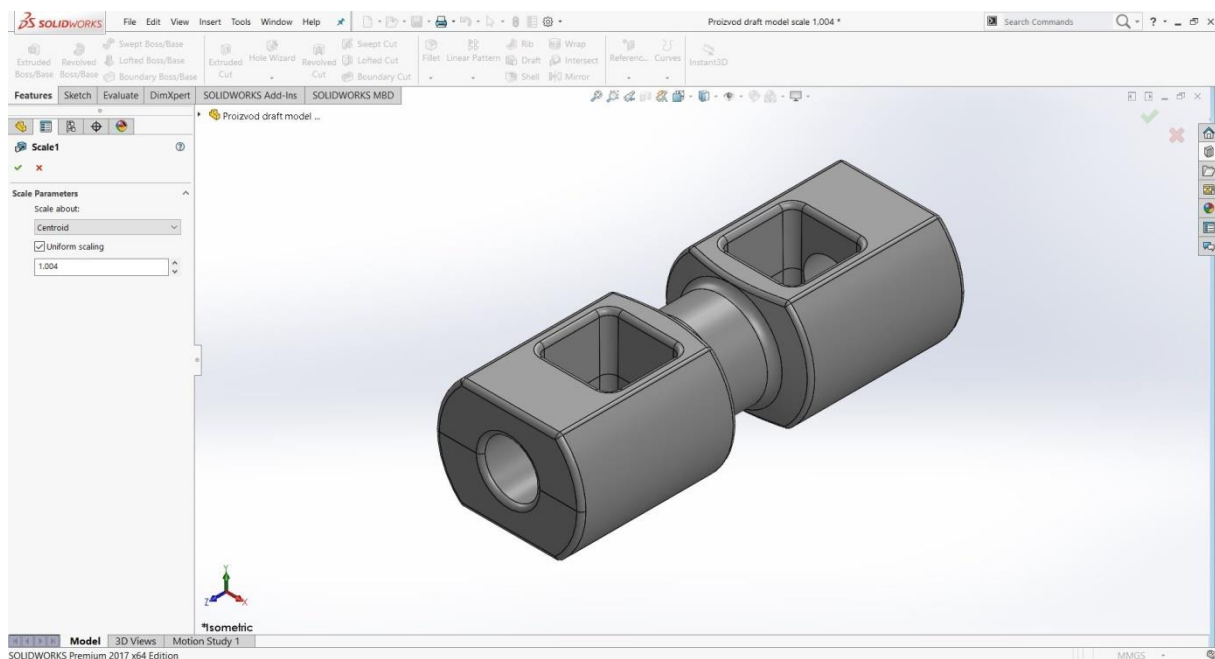 SOLIDWORKS File Edit View Insert Tools Window Help Proizvod draft model scale 1.004 * Search Commands
Extruded Boss/Base Revolved Boss/Base Swept Boss/Base Lofted Boss/Base Boundary Boss/Base Extruded Cut Hole Wizard Revolved Cut Swept Cut Lofted Cut Boundary Cut Fillet Linear Pattern Rib Draft Shell Wrap Intersect Mirror Referenc... Curves Instant3D
Features Sketch Evaluate DimXpert SOLIDWORKS Add-Ins SOLIDWORKS MBD
Proizvod draft model ...
Scale1
Scale Parameters
Scale about:
Centroid
Uniform scaling
1.004
Y
Z X
*Isometric
Model 3D Views Motion Study 1
SOLIDWORKS Premium 2017 x64 Edition MMGS